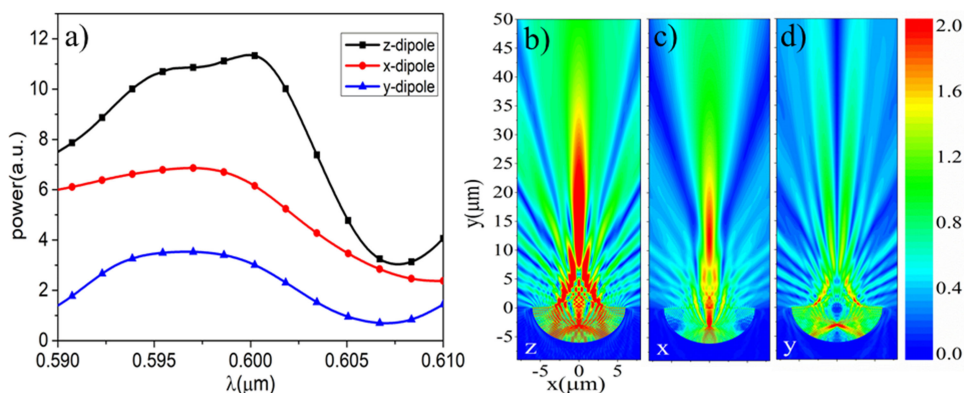 a)
z-dipole
x-dipole
y-dipole
power(a.u.)
12
10
8
6
4
2
0
0.590
0.595
0.600
0.605
0.610
λ(μm)
b)
c)
d)
y(μm)
50
45
40
35
30
25
20
15
10
5
0
-5
z
x
y
-5
0
5
x(μm)
2.0
1.6
1.2
0.8
0.4
0.0